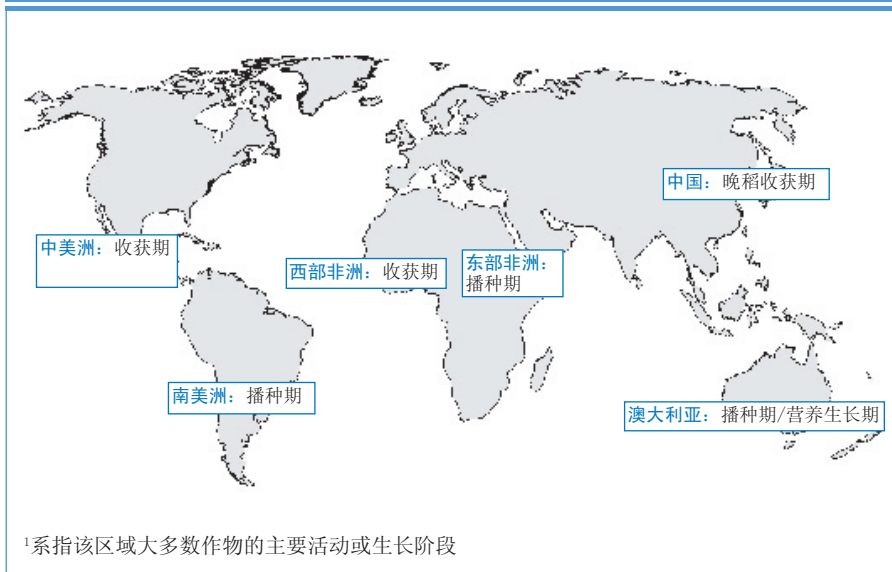 中国：晚稻收获期
中美洲：收获期
西部非洲：收获期
东部非洲：
播种期
南美洲：播种期
澳大利亚：播种期/营养生长期
¹系指该区域大多数作物的主要活动或生长阶段